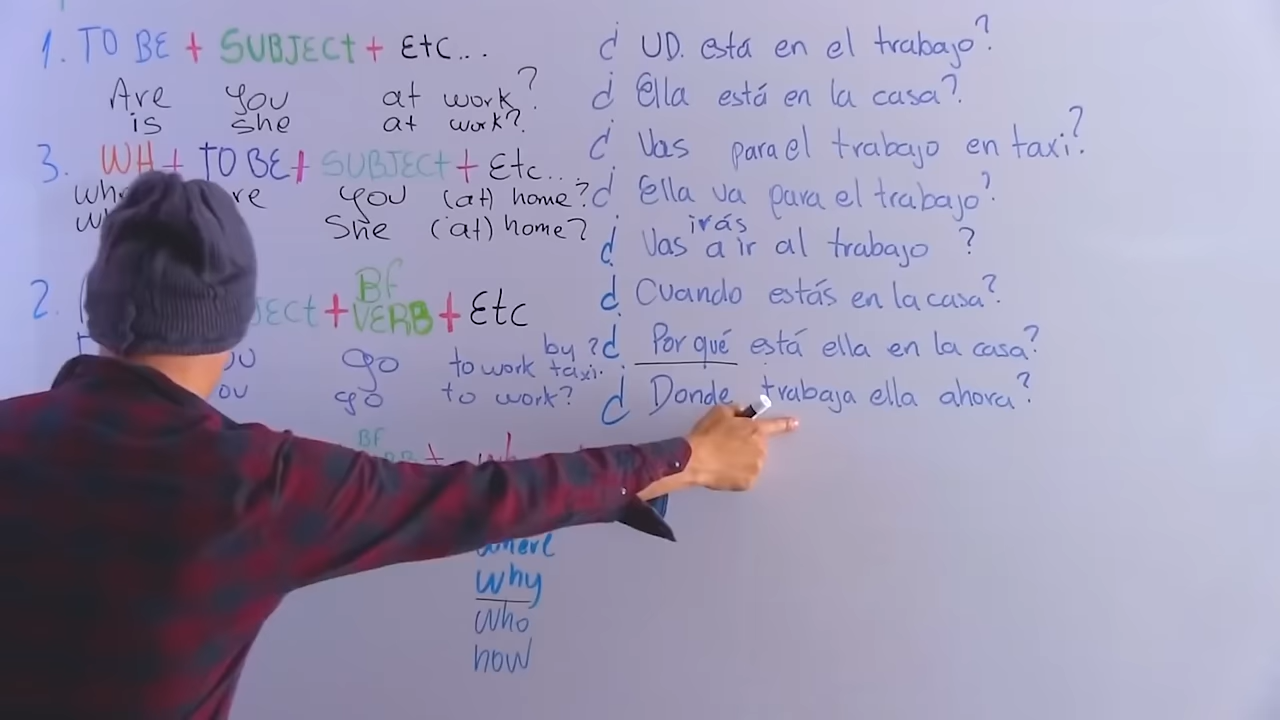 1. TO BE + SUBJECT + Etc...
Are you at work?
is she at work?
3. WH + TO BE + SUBJECT + Etc...
you (at) home?
She (at) home?
Bf
2. + VERB + Etc
go to work by taxi. ?
go to work?
BF
where
why
who
how
¿ UD. está en el trabajo?
¿ Ella está en la casa?
¿ Vas para el trabajo en taxi?
¿ Ella va para el trabajo?
irás
¿ Vas a ir al trabajo ?
¿ Cuando estás en la casa?
¿ Por qué está ella en la casa?
¿ Donde trabaja ella ahora?